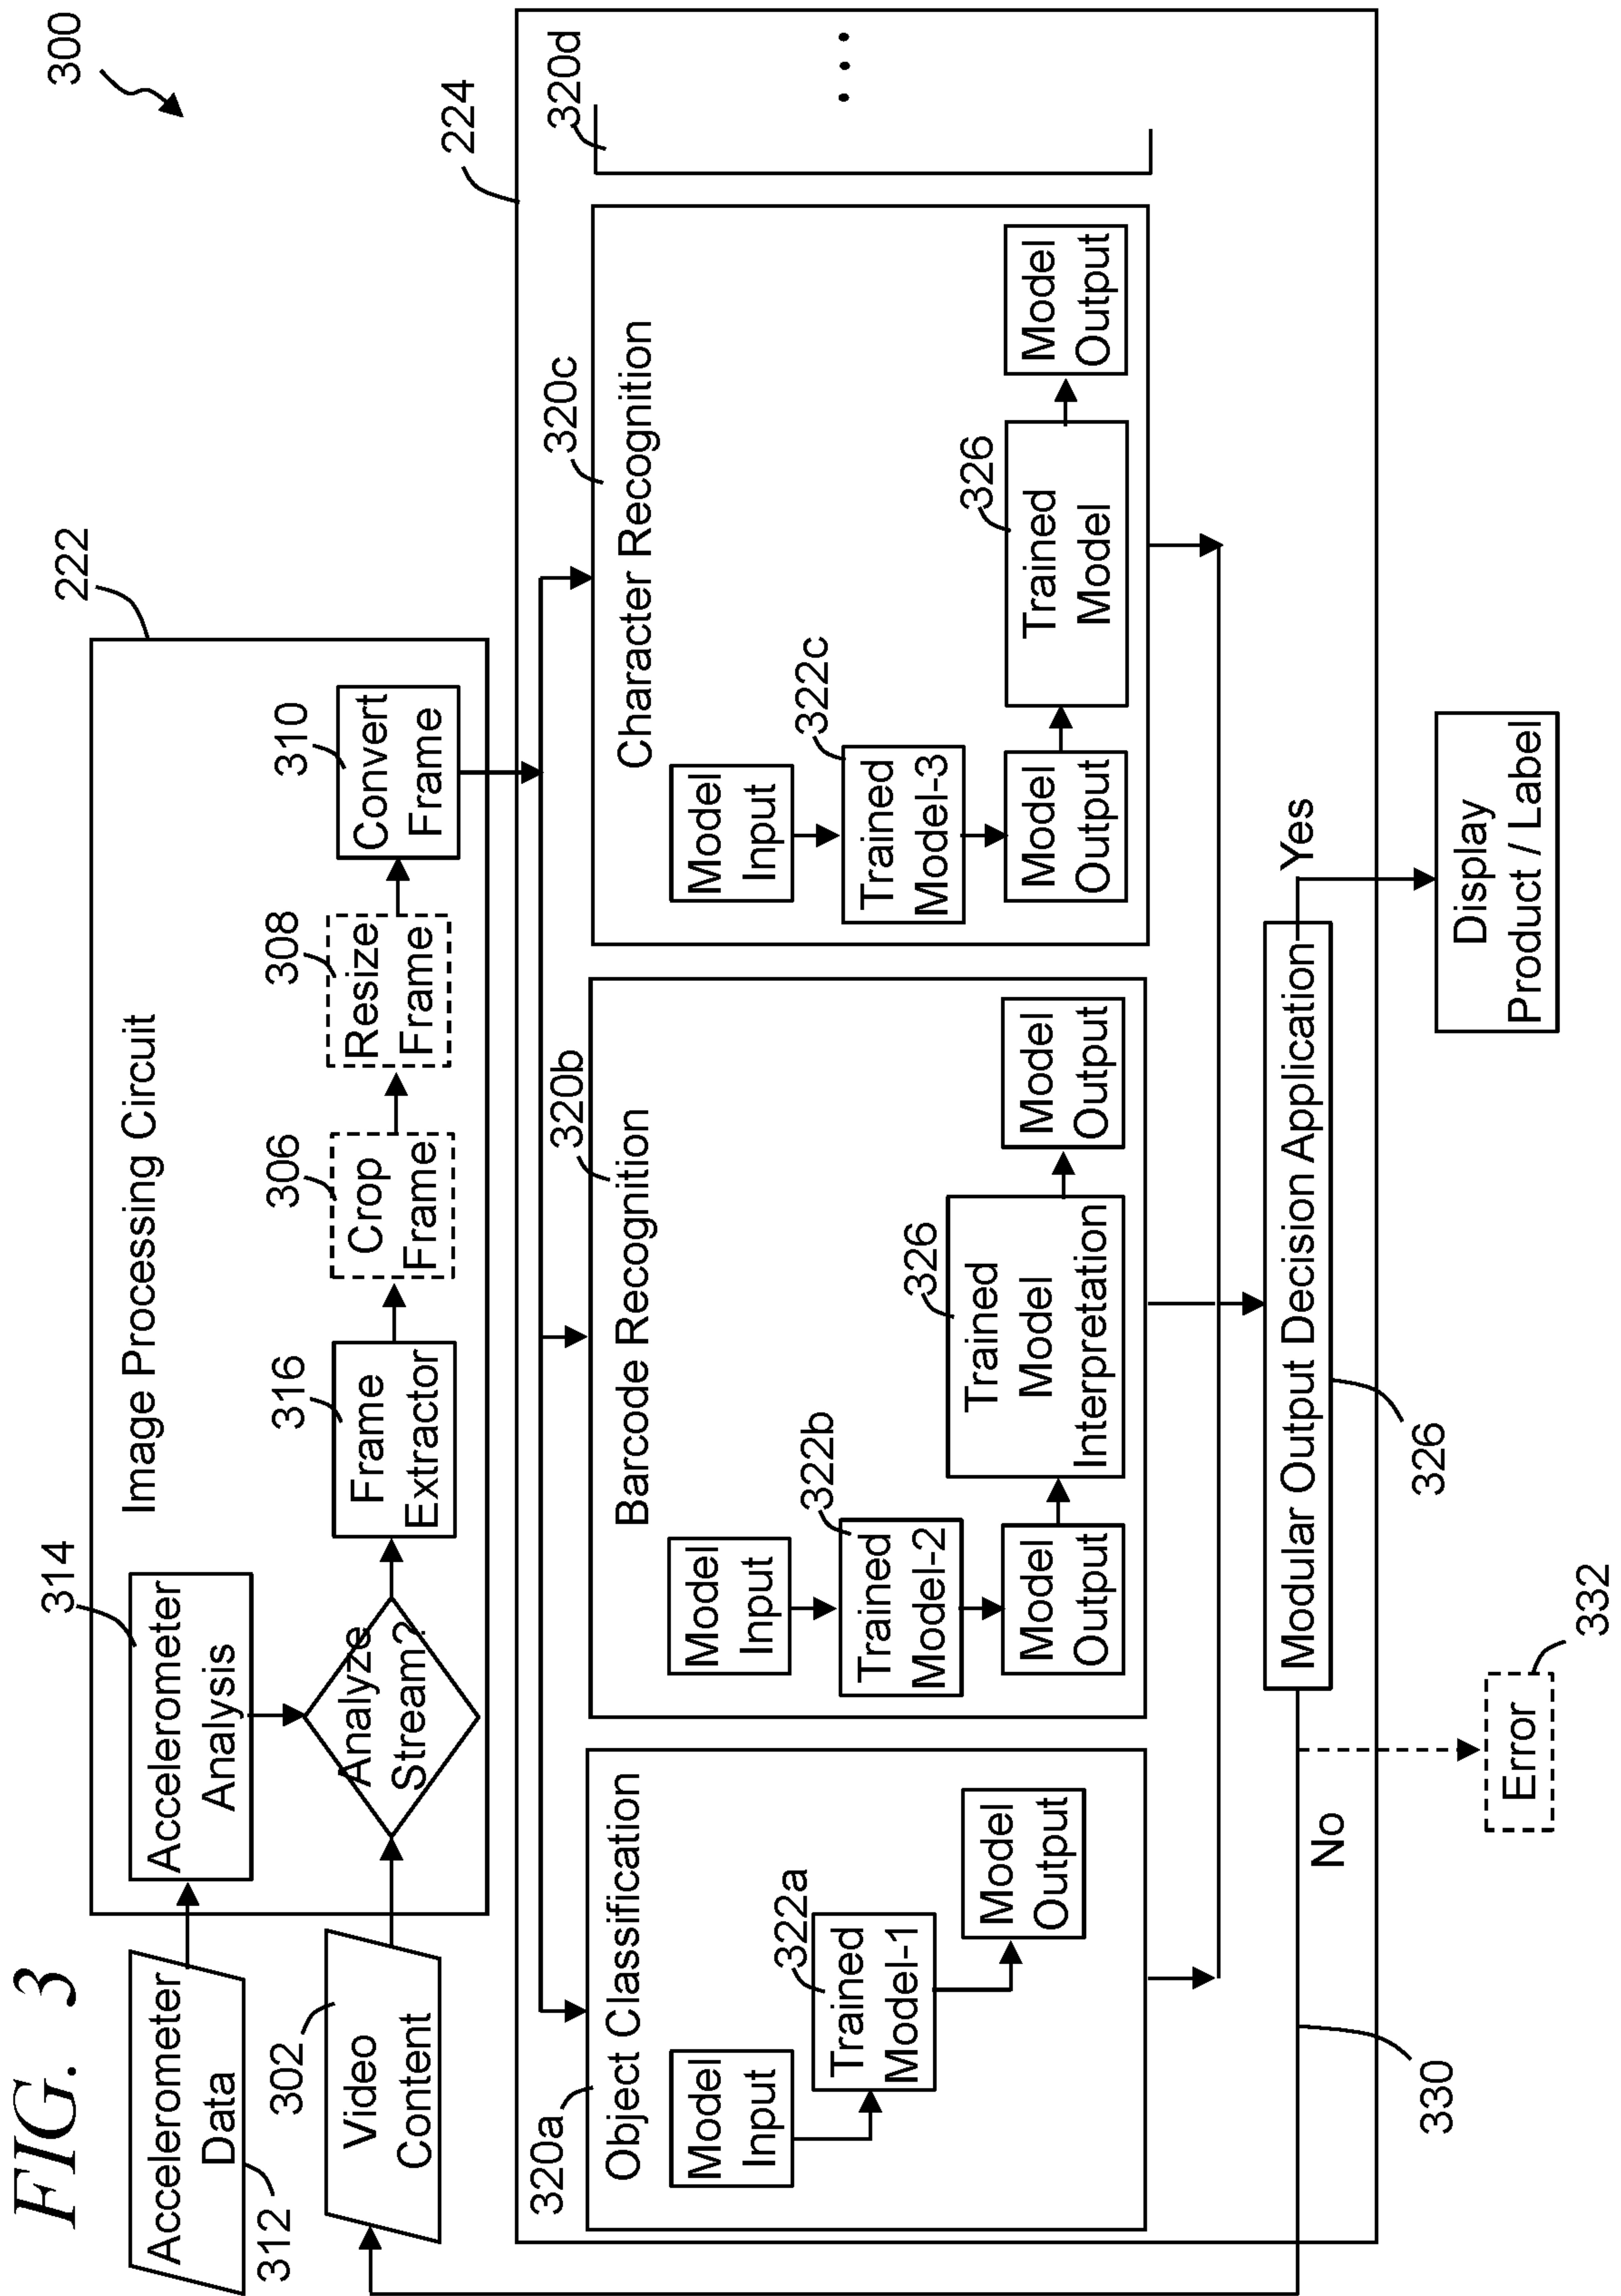 FIG. 3
300
Accelerometer
Data
312
302
Video
Content
222
Image Processing Circuit
314
Accelerometer
Analysis
Analyze
Stream?
316
Frame
Extractor
306
Crop
Frame
308
Resize
Frame
310
Convert
Frame
224
320a
Object Classification
Model
Input
322a
Trained
Model-1
Model
Output
320b
Barcode Recognition
Model
Input
322b
Trained
Model-2
Model
Output
326
Trained
Model
Interpretation
Model
Output
320c
Character Recognition
Model
Input
322c
Trained
Model-3
Model
Output
326
Trained
Model
Model
Output
320d
...
Modular Output Decision Application
326
No
Yes
330
Error
332
Display
Product / Label